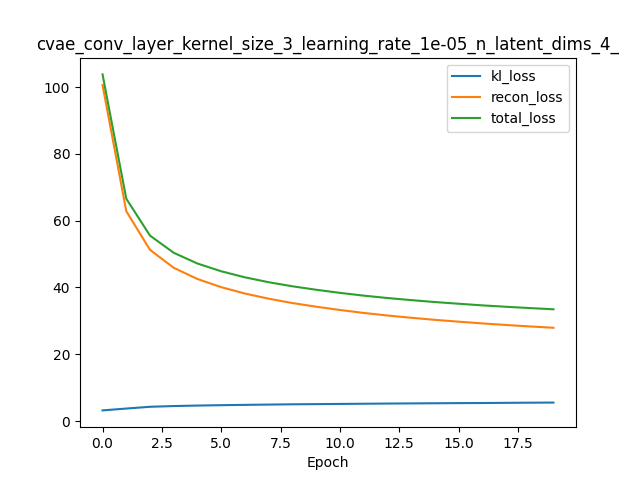 cvae_conv_layer_kernel_size_3_learning_rate_1e-05_n_latent_dims_4_
kl_loss
recon_loss
total_loss
100
80
60
40
20
0
0.0 2.5 5.0 7.5 10.0 12.5 15.0 17.5
Epoch